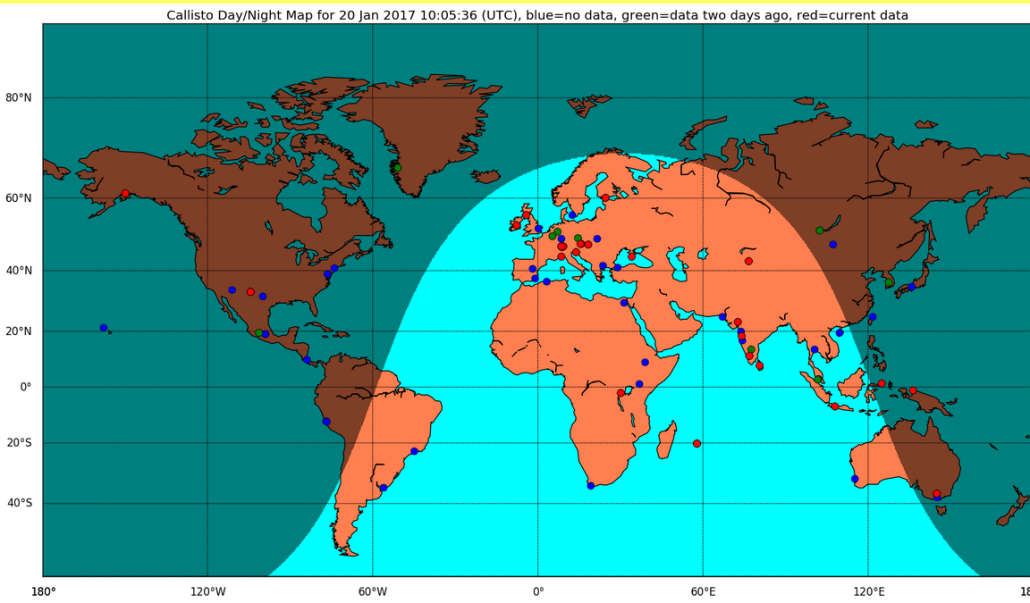 Callisto Day/Night Map for 20 Jan 2017 10:05:36 (UTC), blue=no data, green=data two days ago, red=current data
80°N
60°N
40°N
20°N
0°
20°S
40°S
180° 120°W 60°W 0° 60°E 120°E 18